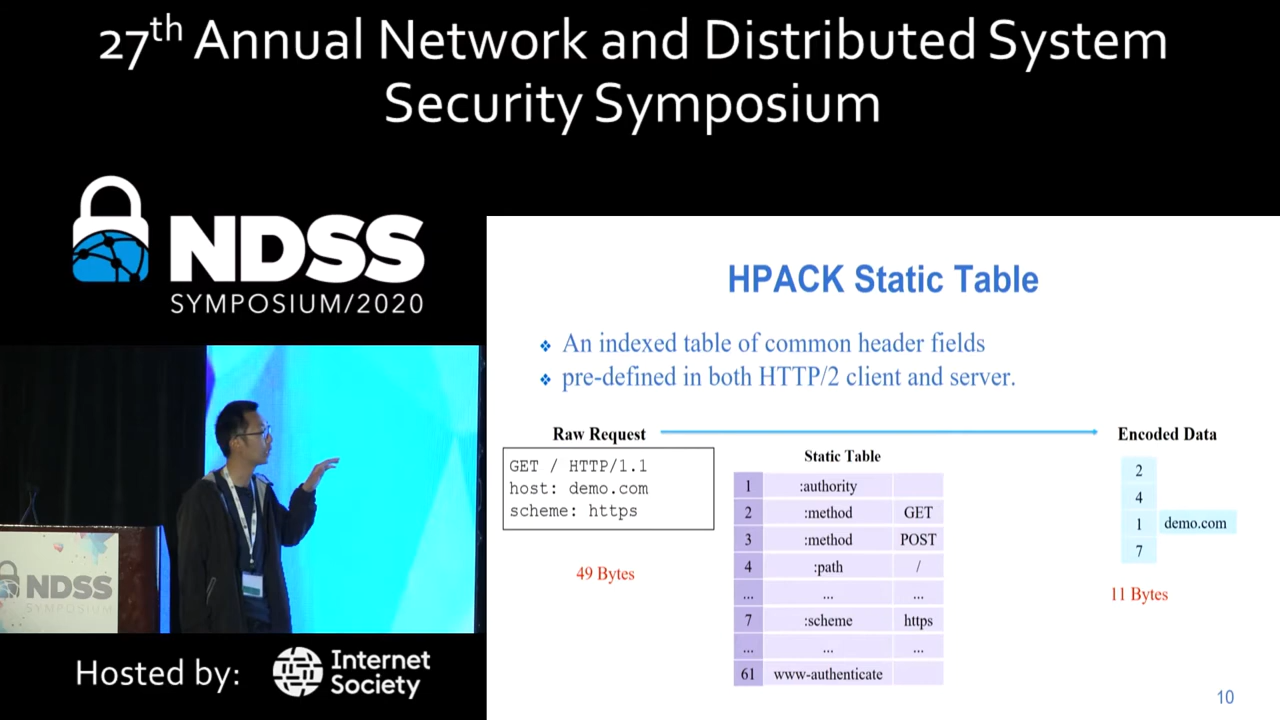 27th Annual Network and Distributed System
Security Symposium
NDSS
SYMPOSIUM/2020
NDSS
SYMPOSIUM
Hosted by:
Internet
Society
HPACK Static Table
❖ An indexed table of common header fields
❖ pre-defined in both HTTP/2 client and server.
Raw Request
GET / HTTP/1.1
host: demo.com
scheme: https
49 Bytes
Static Table
1 :authority
2 :method GET
3 :method POST
4 :path /
... ... ...
7 :scheme https
... ... ...
61 www-authenticate
Encoded Data
2
4
1 demo.com
7
11 Bytes
10